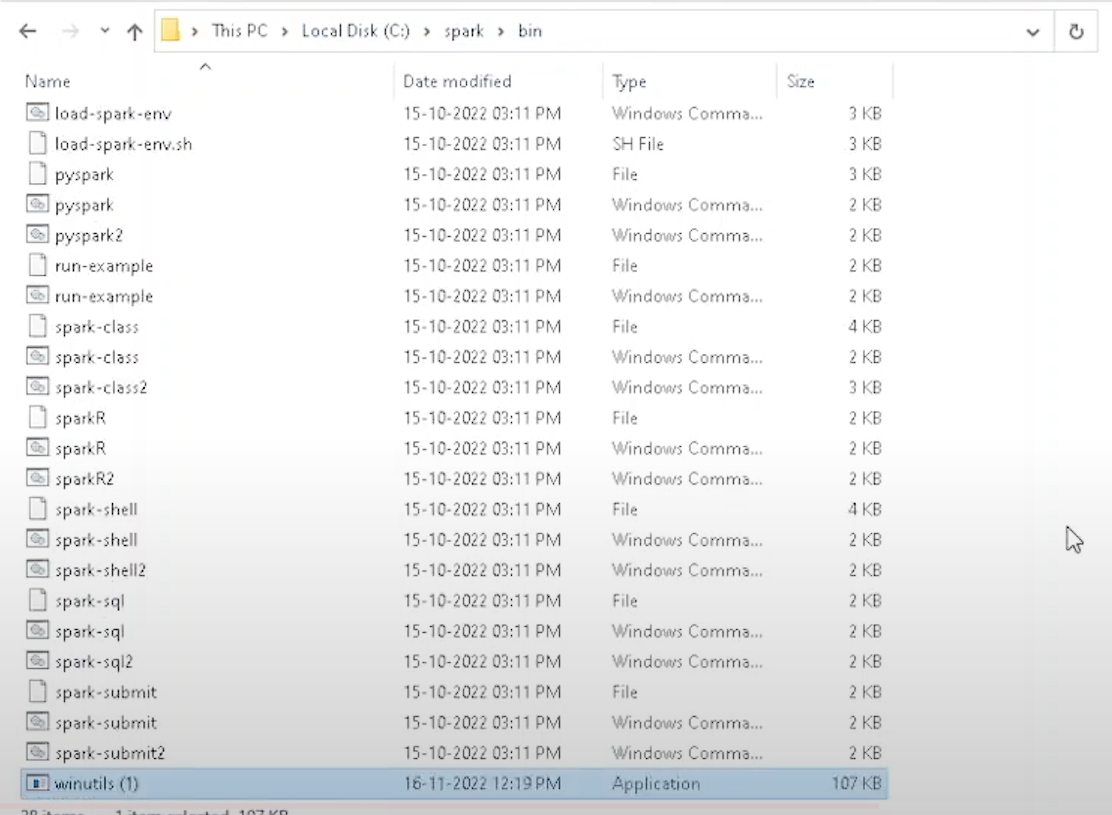 This PC > Local Disk (C:) > spark > bin
Name Date modified Type Size
load-spark-env 15-10-2022 03:11 PM Windows Comma... 3 KB
load-spark-env.sh 15-10-2022 03:11 PM SH File 3 KB
pyspark 15-10-2022 03:11 PM File 3 KB
pyspark 15-10-2022 03:11 PM Windows Comma... 2 KB
pyspark2 15-10-2022 03:11 PM Windows Comma... 2 KB
run-example 15-10-2022 03:11 PM File 2 KB
run-example 15-10-2022 03:11 PM Windows Comma... 2 KB
spark-class 15-10-2022 03:11 PM File 4 KB
spark-class 15-10-2022 03:11 PM Windows Comma... 2 KB
spark-class2 15-10-2022 03:11 PM Windows Comma... 3 KB
sparkR 15-10-2022 03:11 PM File 2 KB
sparkR 15-10-2022 03:11 PM Windows Comma... 2 KB
sparkR2 15-10-2022 03:11 PM Windows Comma... 2 KB
spark-shell 15-10-2022 03:11 PM File 4 KB
spark-shell 15-10-2022 03:11 PM Windows Comma... 2 KB
spark-shell2 15-10-2022 03:11 PM Windows Comma... 2 KB
spark-sql 15-10-2022 03:11 PM File 2 KB
spark-sql 15-10-2022 03:11 PM Windows Comma... 2 KB
spark-sql2 15-10-2022 03:11 PM Windows Comma... 2 KB
spark-submit 15-10-2022 03:11 PM File 2 KB
spark-submit 15-10-2022 03:11 PM Windows Comma... 2 KB
spark-submit2 15-10-2022 03:11 PM Windows Comma... 2 KB
winutils (1) 16-11-2022 12:19 PM Application 107 KB
items 1 item selected 107 KB